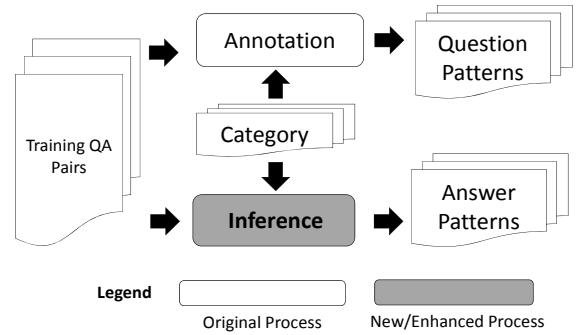 Annotation
Question
Patterns
Training QA
Pairs
Category
Inference
Answer
Patterns
Legend
Original Process
New/Enhanced Process